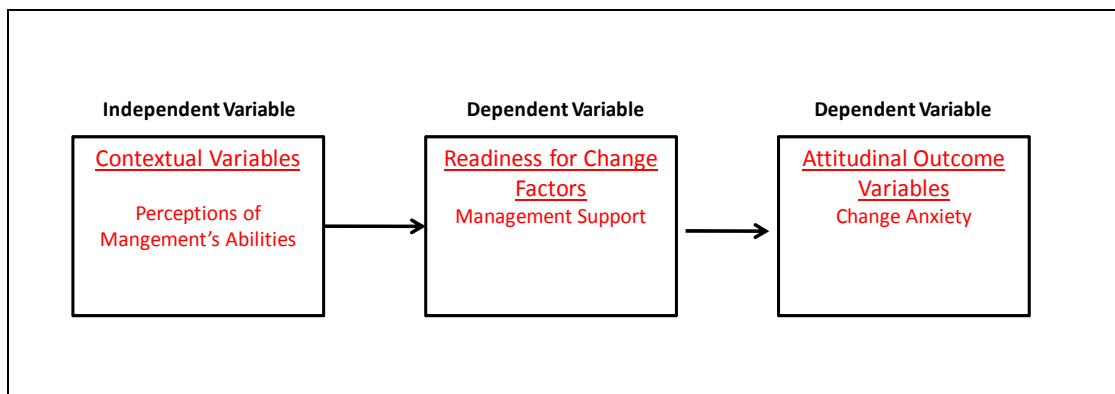 Independent Variable
Contextual Variables
Perceptions of
Mangement’s Abilities
Dependent Variable
Readiness for Change
Factors
Management Support
Dependent Variable
Attitudinal Outcome
Variables
Change Anxiety